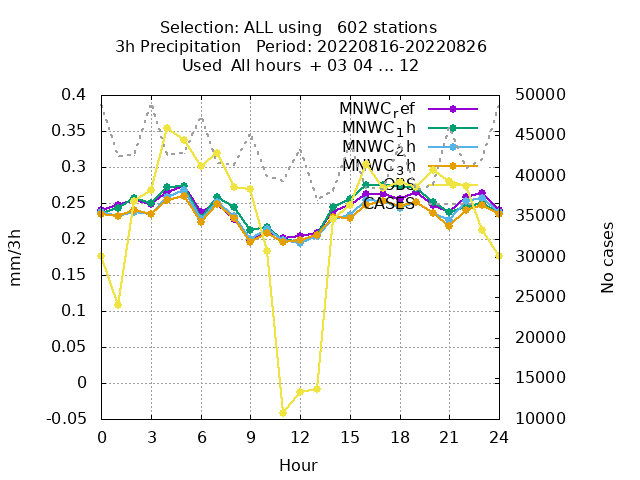 Selection: ALL using   602 stations
3h Precipitation   Period: 20220816-20220826
Used  All hours  + 03 04 ... 12
0.4
0.35
0.3
0.25
0.2
0.15
0.1
0.05
0
-0.05
mm/3h
50000
45000
40000
35000
30000
25000
20000
15000
10000
No cases
MNWC_ref
MNWC_1h
MNWC_2h
MNWC_3h
OBS
CASES
0 3 6 9 12 15 18 21 24
Hour